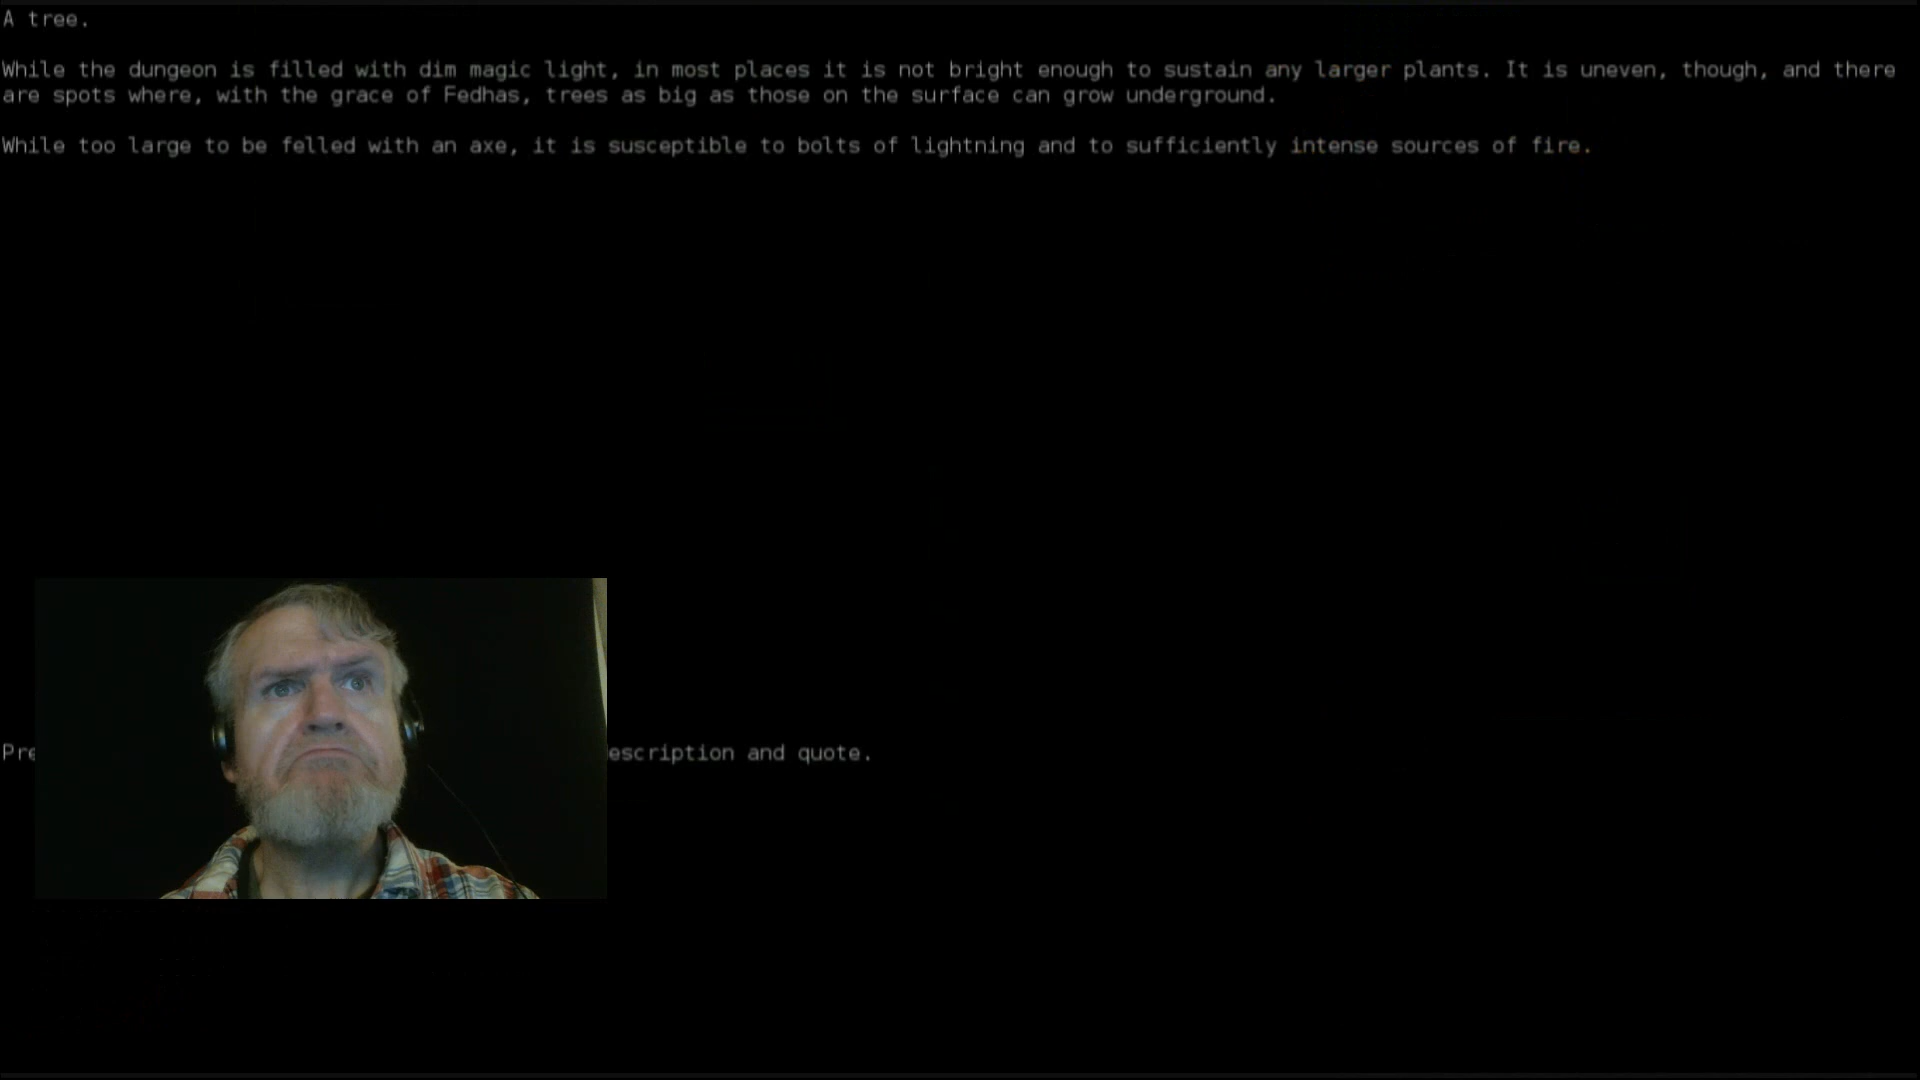 A tree.
While the dungeon is filled with dim magic light, in most places it is not bright enough to sustain any larger plants. It is uneven, though, and there
are spots where, with the grace of Fedhas, trees as big as those on the surface can grow underground.
While too large to be felled with an axe, it is susceptible to bolts of lightning and to sufficiently intense sources of fire.
Pre escription and quote.